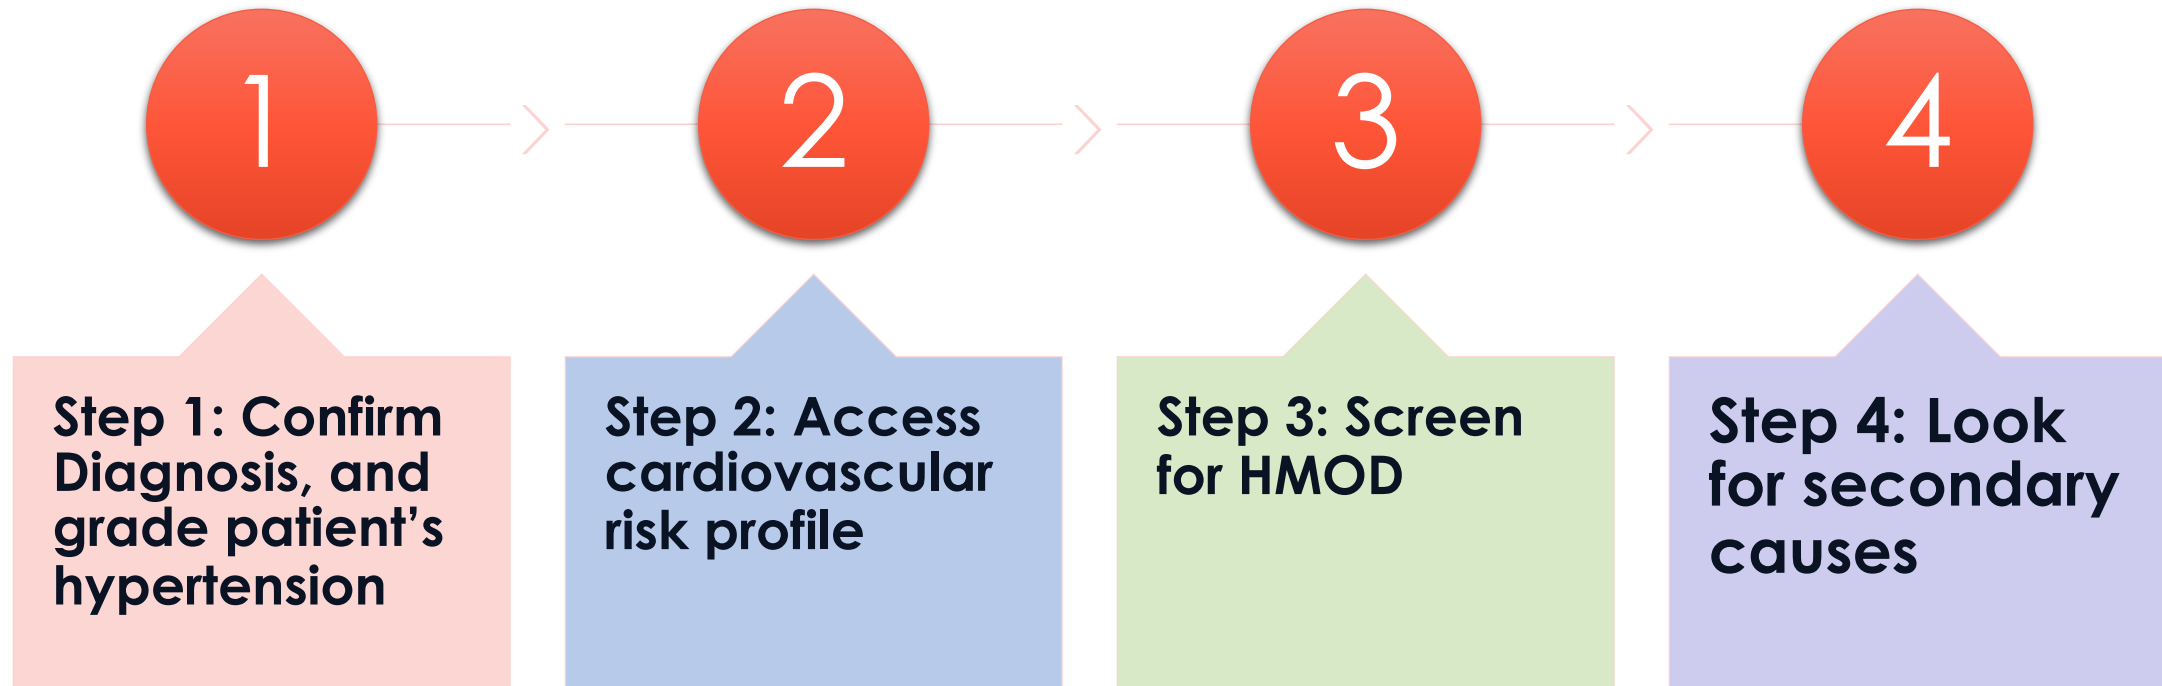 1
2
3
4
Step 1: Confirm
Diagnosis, and
grade patient’s
hypertension
Step 2: Access
cardiovascular
risk profile
Step 3: Screen
for HMOD
Step 4: Look
for secondary
causes